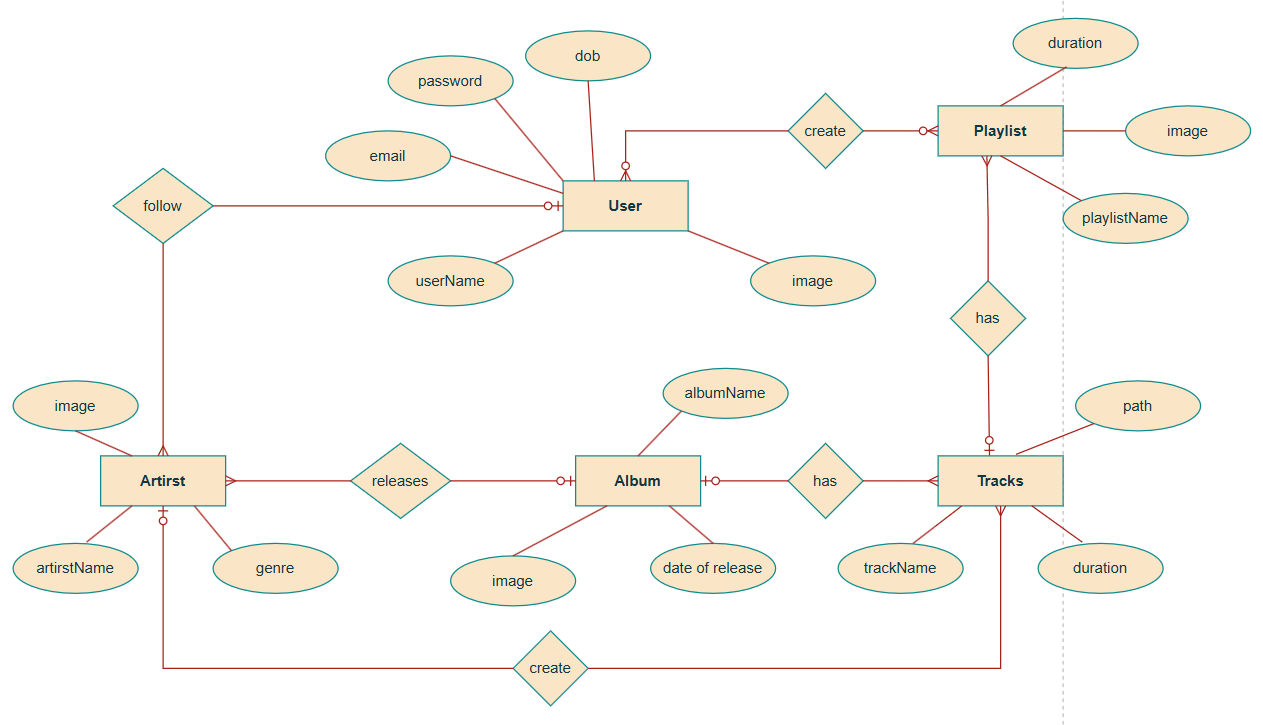 duration
dob
password
create
Playlist
image
email
follow
User
playlistName
userName
image
has
albumName
image
path
Artirst
releases
Album
has
Tracks
artirstName
genre
image
date of release
trackName
duration
create